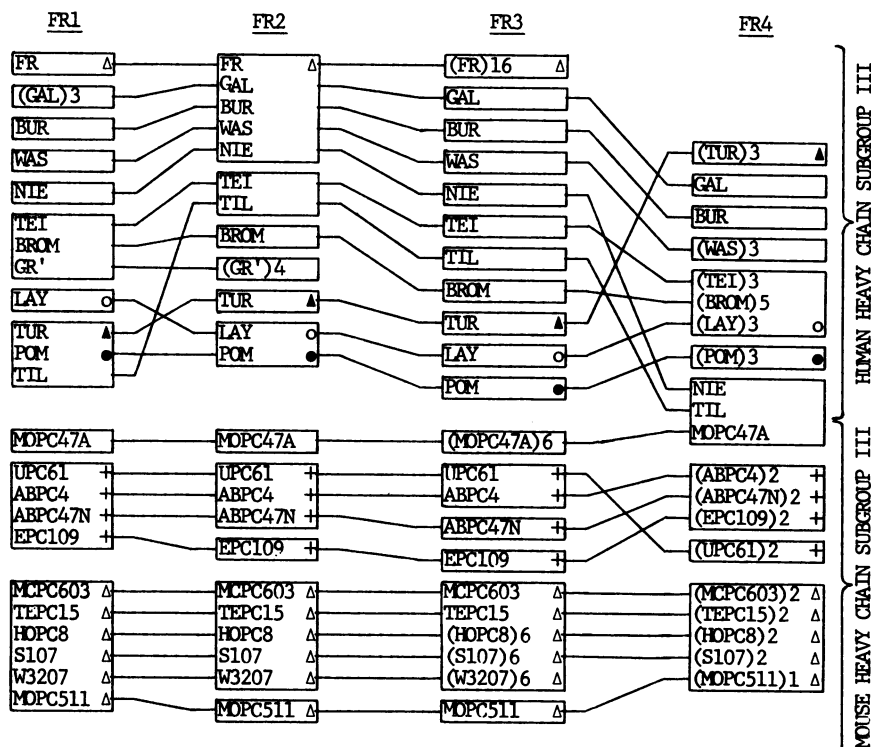 FR1 FR2 FR3 FR4
FR Δ FR Δ (FR)16 Δ
(GAL)3 GAL GAL
BUR BUR BUR (TUR)3 ▲
WAS WAS WAS GAL
NIE NIE NIE BUR
TEI TEI TEI (WAS)3
BROM TIL TIL (TEI)3
GR' BROM BROM (BROM)5
LAY o (GR')4 TUR ▲ (LAY)3 o
TUR ▲ TUR ▲ LAY o (POM)3 ●
POM ● LAY o POM ● NIE
TIL POM ● TIL
MOPC47A MOPC47A (MOPC47A)6 MOPC47A
UPC61 + UPC61 + UPC61 + (ABPC4)2 +
ABPC4 + ABPC4 + ABPC4 + (ABPC47N)2 +
ABPC47N + ABPC47N + ABPC47N + (EPC109)2 +
EPC109 + EPC109 + EPC109 + (UPC61)2 +
MCPC603 Δ MCPC603 Δ MCPC603 Δ (MCPC603)2 Δ
TEPC15 Δ TEPC15 Δ TEPC15 Δ (TEPC15)2 Δ
HOPC8 Δ HOPC8 Δ (HOPC8)6 Δ (HOPC8)2 Δ
S107 Δ S107 Δ (S107)6 Δ (S107)2 Δ
W3207 Δ W3207 Δ (W3207)6 Δ (MOPC511)1 Δ
MOPC511 Δ MOPC511 Δ MOPC511 Δ
HUMAN HEAVY CHAIN SUBGROUP III
MOUSE HEAVY CHAIN SUBGROUP III